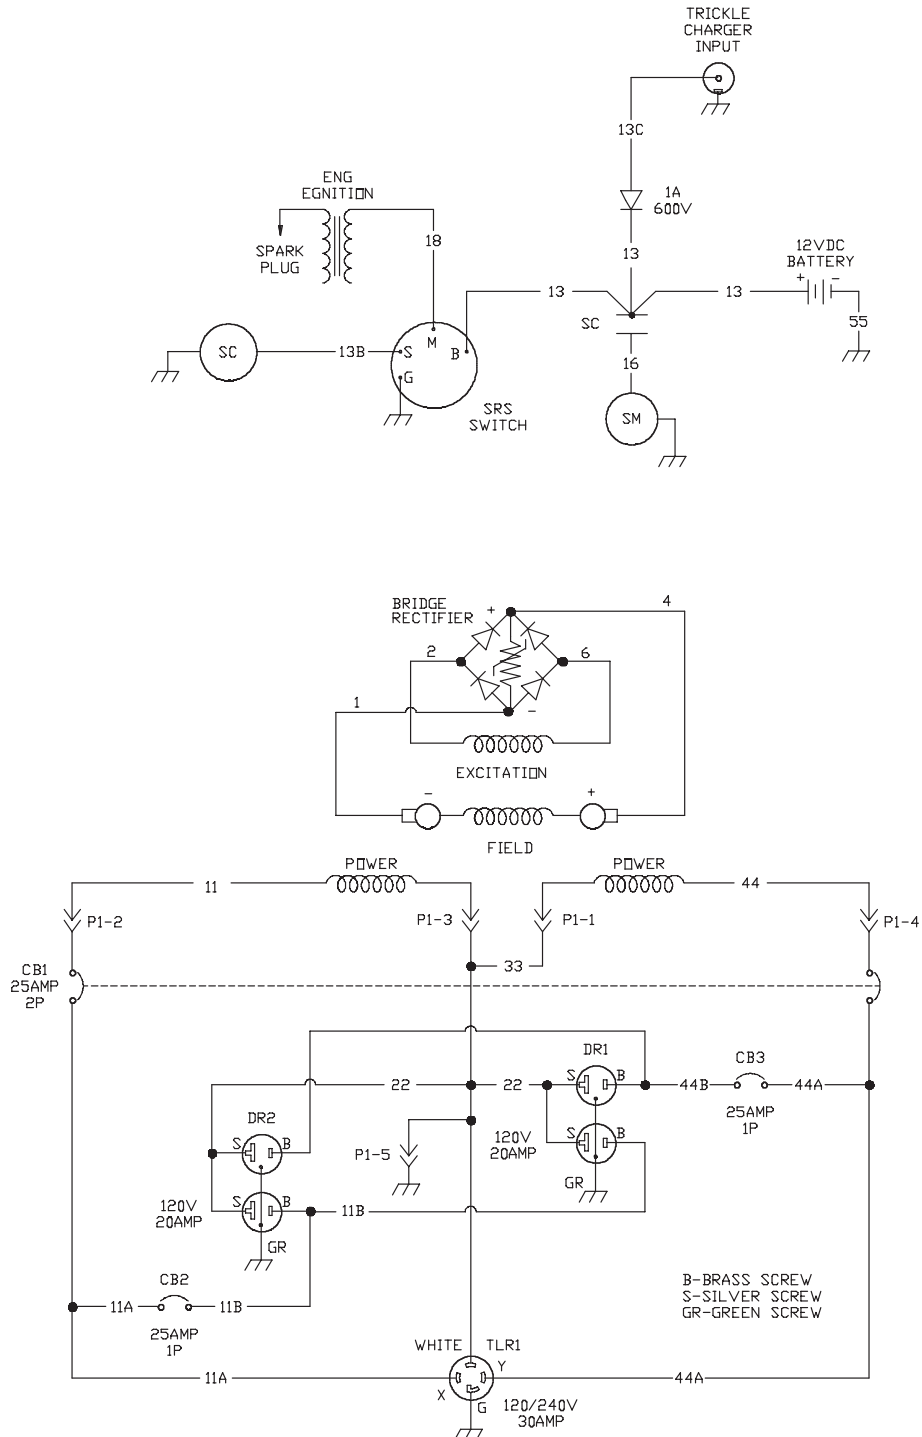 TRICKLE
CHARGER
INPUT
13C
1A
600V
ENG
EGNITION
18
SPARK
PLUG
13
12VDC
BATTERY
+ -
13
13
SC
55
SC
13B
S
M
B
G
16
SM
SRS
SWITCH
BRIDGE
RECTIFIER
+
4
2
6
1
-
EXCITATION
-
+
FIELD
POWER
POWER
11
44
P1-2
P1-3
P1-1
P1-4
33
CB1
25AMP
2P
DR1
CB3
S
B
22
22
44B
44A
25AMP
1P
DR2
S
B
120V
20AMP
S
B
P1-5
GR
S
B
120V
20AMP
11B
GR
CB2
11A
11B
25AMP
1P
B-BRASS SCREW
S-SILVER SCREW
GR-GREEN SCREW
WHITE
TLR1
Y
11A
44A
X
G
120/240V
30AMP